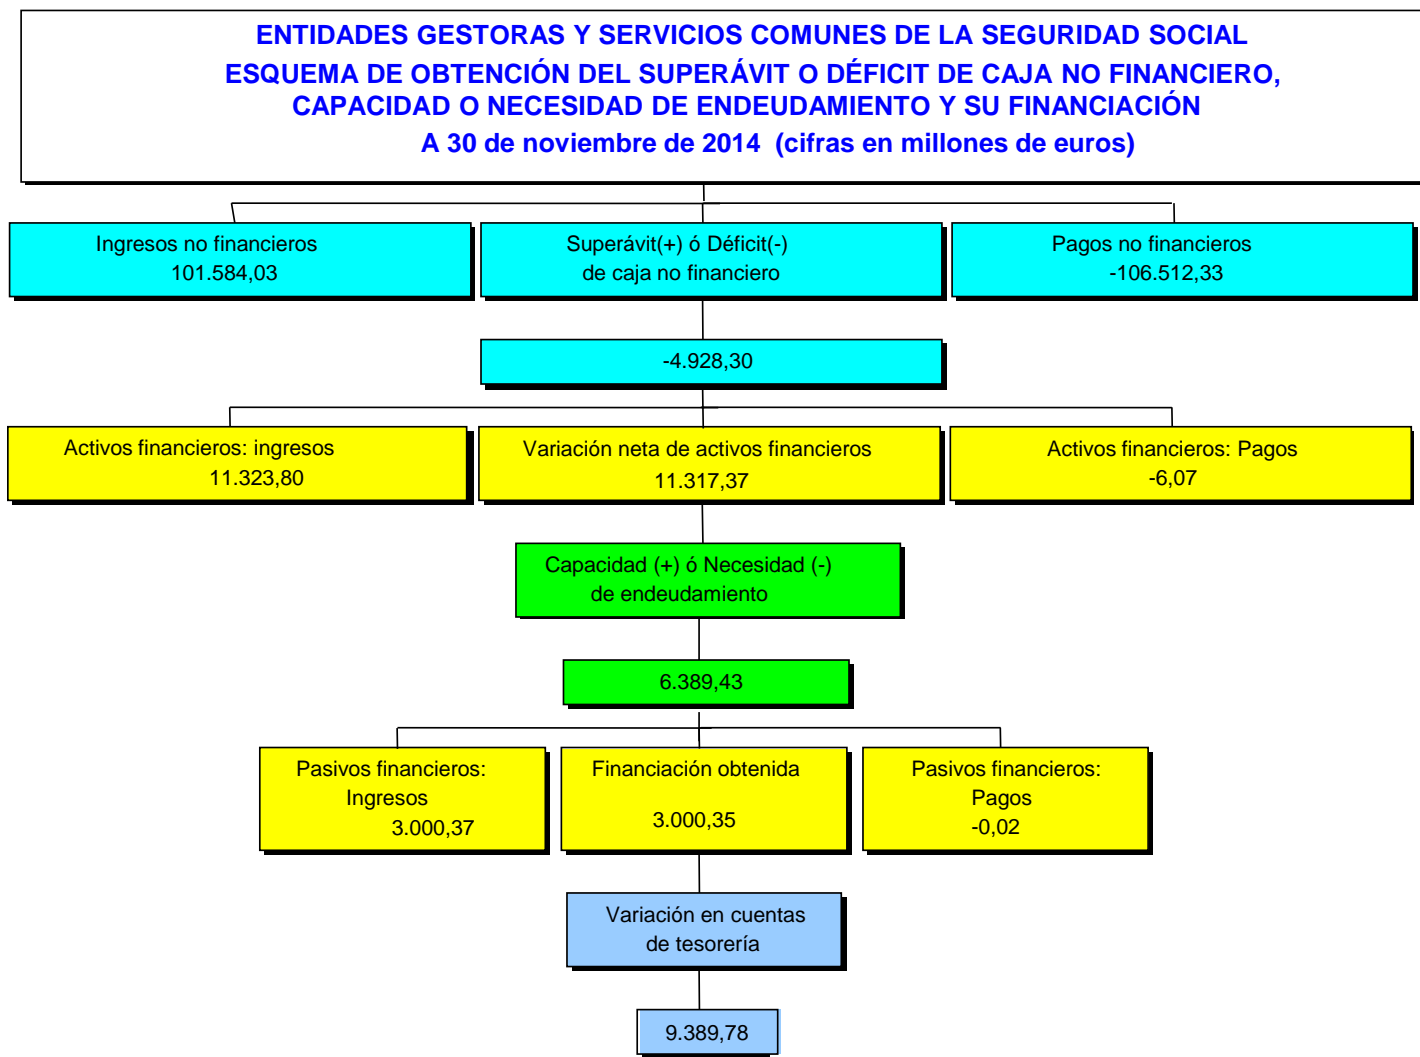 ENTIDADES GESTORAS Y SERVICIOS COMUNES DE LA SEGURIDAD SOCIAL
ESQUEMA DE OBTENCIÓN DEL SUPERÁVIT O DÉFICIT DE CAJA NO FINANCIERO,
CAPACIDAD O NECESIDAD DE ENDEUDAMIENTO Y SU FINANCIACIÓN
A 30 de noviembre de 2014 (cifras en millones de euros)
Ingresos no financieros
101.584,03
Superávit(+) ó Déficit(-)
de caja no financiero
Pagos no financieros
-106.512,33
-4.928,30
Activos financieros: ingresos
11.323,80
Variación neta de activos financieros
11.317,37
Activos financieros: Pagos
-6,07
Capacidad (+) ó Necesidad (-)
de endeudamiento
6.389,43
Pasivos financieros:
Ingresos
3.000,37
Financiación obtenida
3.000,35
Pasivos financieros:
Pagos
-0,02
Variación en cuentas
de tesorería
9.389,78